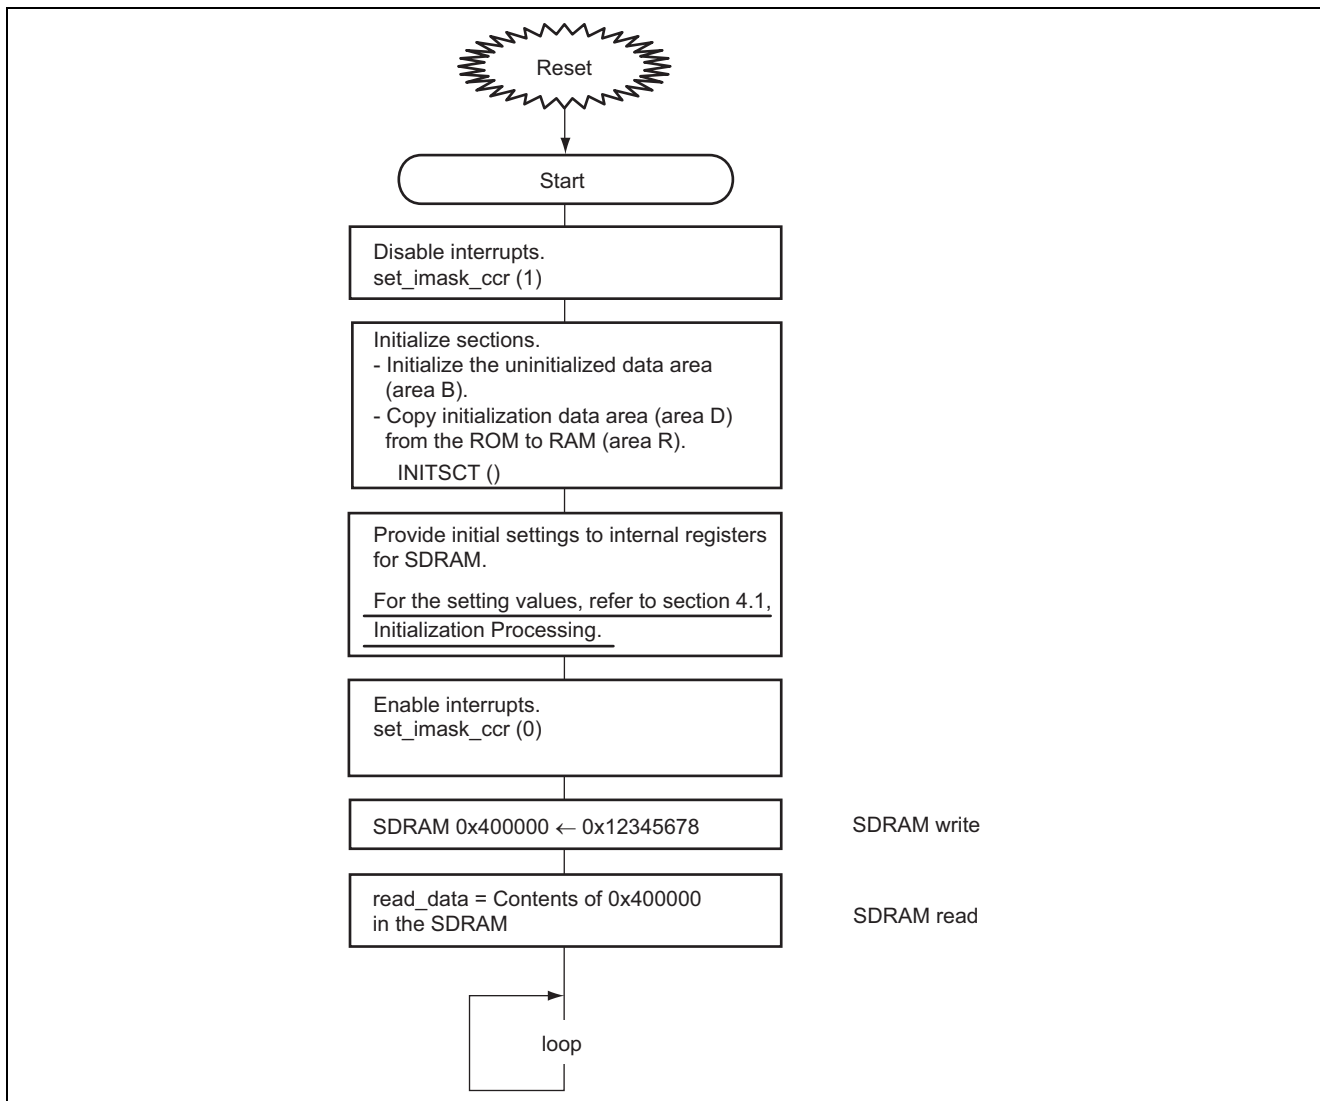 Reset
Start
Disable interrupts.
set_imask_ccr (1)
Initialize sections.
- Initialize the uninitialized data area
(area B).
- Copy initialization data area (area D)
from the ROM to RAM (area R).
INITSCT ()
Provide initial settings to internal registers
for SDRAM.
For the setting values, refer to section 4.1,
Initialization Processing.
Enable interrupts.
set_imask_ccr (0)
SDRAM 0x400000 ← 0x12345678
SDRAM write
read_data = Contents of 0x400000
in the SDRAM
SDRAM read
loop